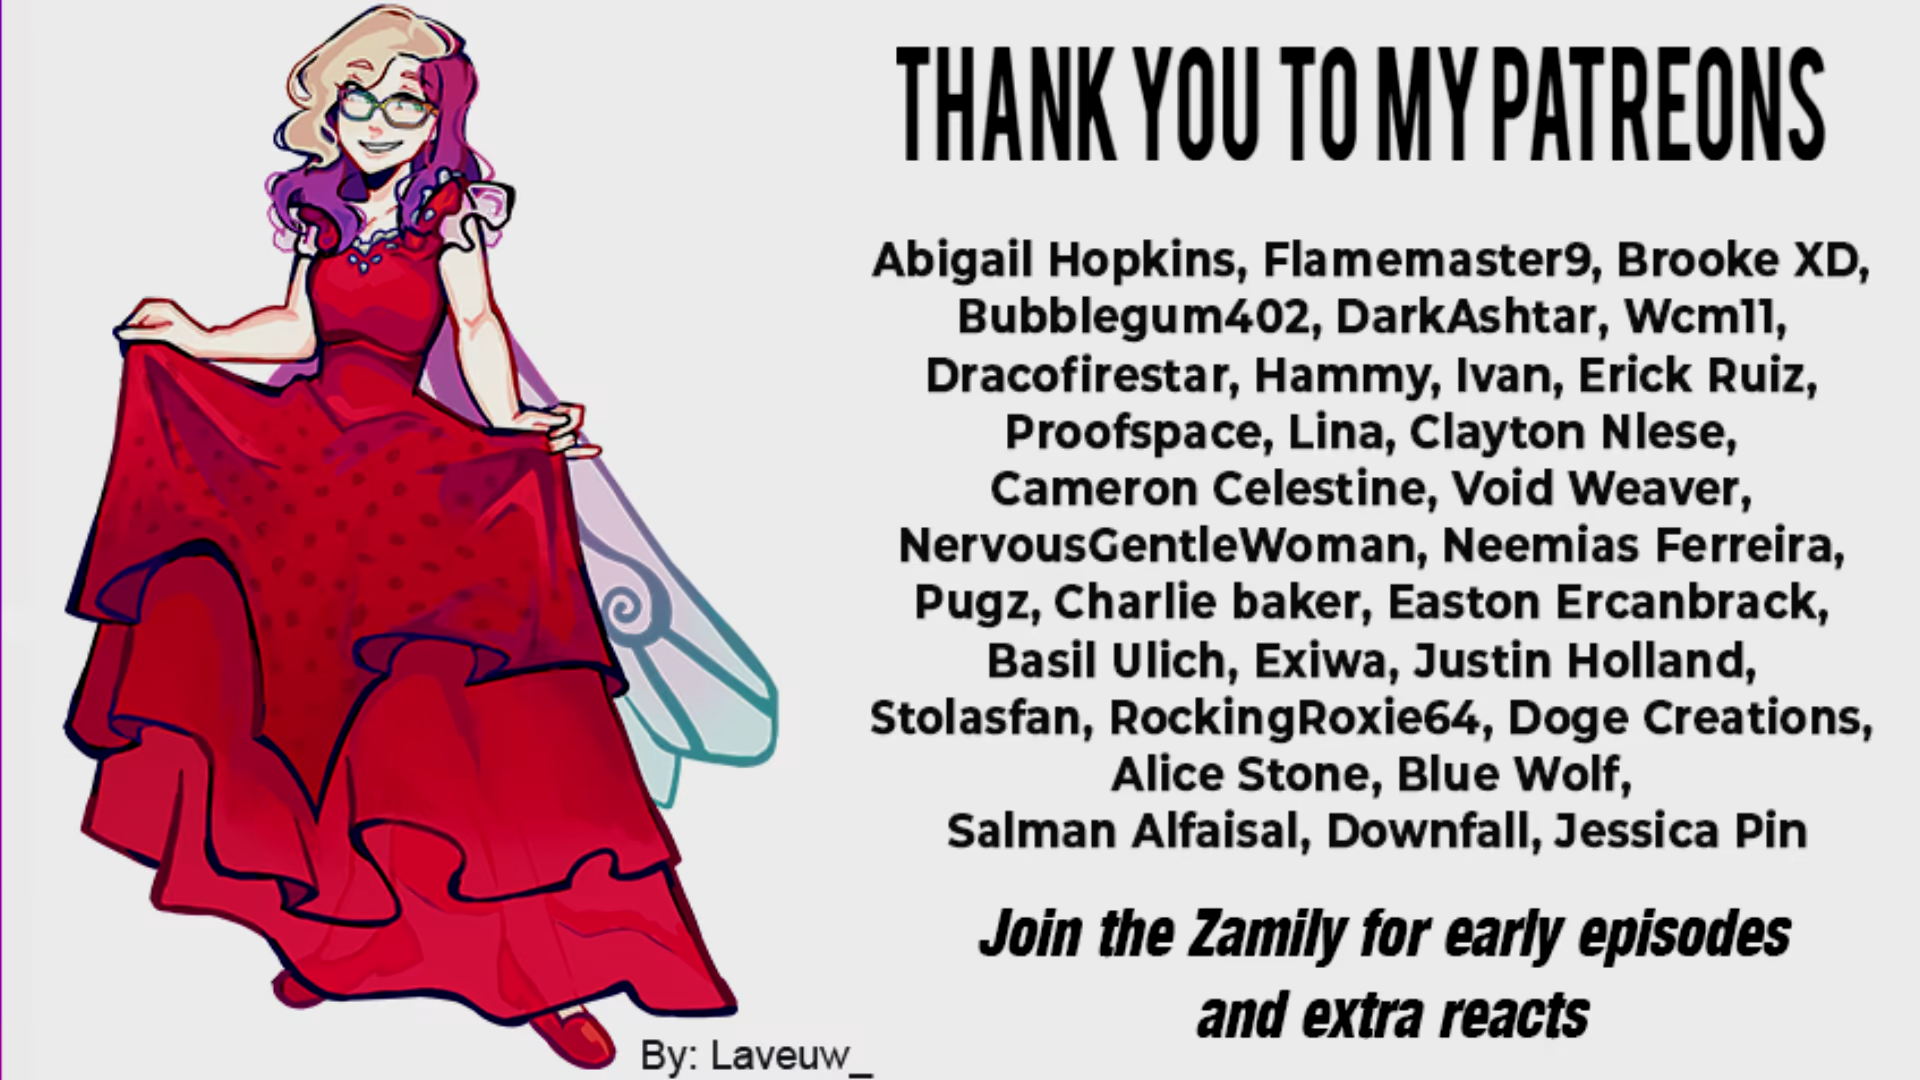 THANK YOU TO MY PATREONS
Abigail Hopkins, Flamemaster9, Brooke XD,
Bubblegum402, DarkAshtar, Wcm11,
Dracofirestar, Hammy, Ivan, Erick Ruiz,
Proofspace, Lina, Clayton Nlese,
Cameron Celestine, Void Weaver,
NervousGentleWoman, Neemias Ferreira,
Pugz, Charlie baker, Easton Ercanbrack,
Basil Ulich, Exiwa, Justin Holland,
Stolasfan, RockingRoxie64, Doge Creations,
Alice Stone, Blue Wolf,
Salman Alfaisal, Downfall, Jessica Pin
Join the Zamily for early episodes
and extra reacts
By: Laveuw_